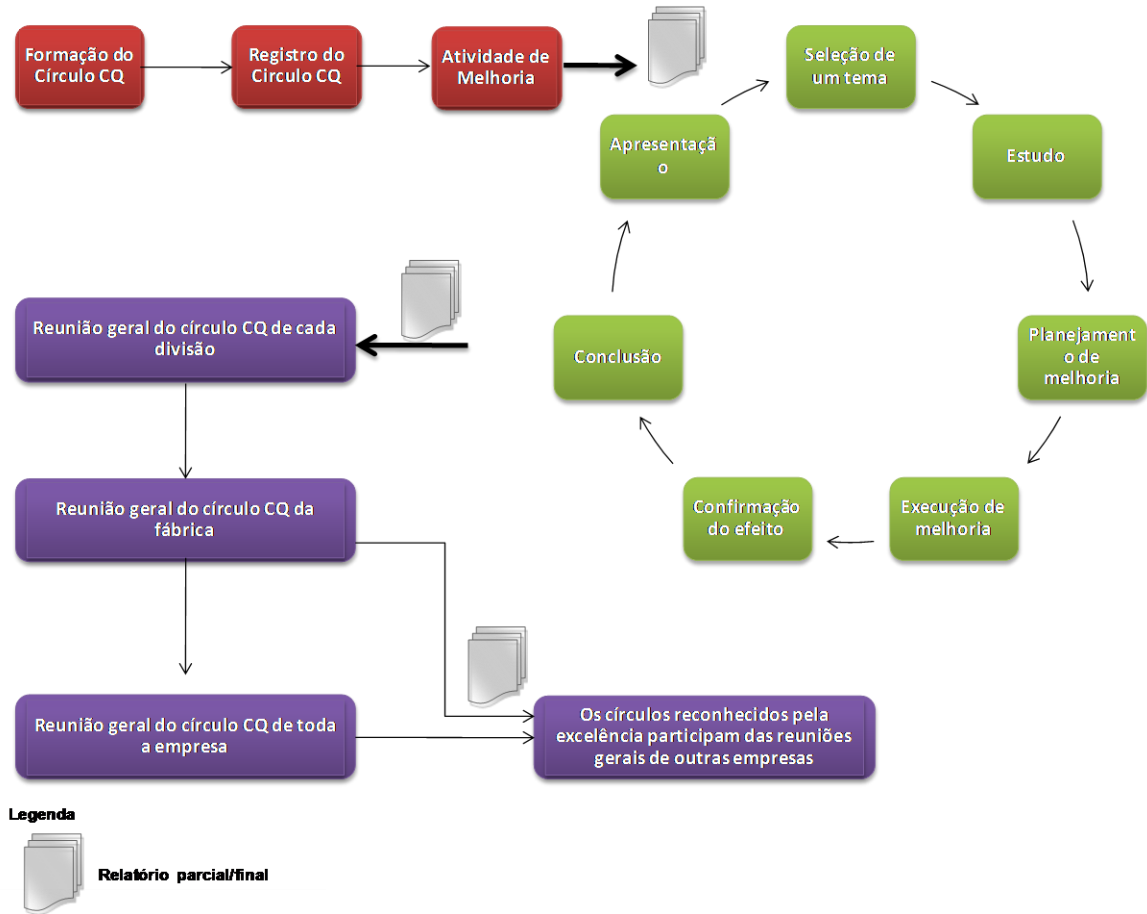 Formação do
Círculo CQ
Registro do
Circulo CQ
Atividade de
Melhoria
Seleção de
um tema
Apresentaçã
o
Estudo
Reunião geral do círculo CQ de cada
divisão
Conclusão
Planejament
o de
melhoria
Reunião geral do círculo CQ da
fábrica
Confirmação
do efeito
Execução de
melhoria
Reunião geral do círculo CQ de toda
a empresa
Os círculos reconhecidos pela
excelência participam das reuniões
gerais de outras empresas
Legenda
Relatório parcial/final